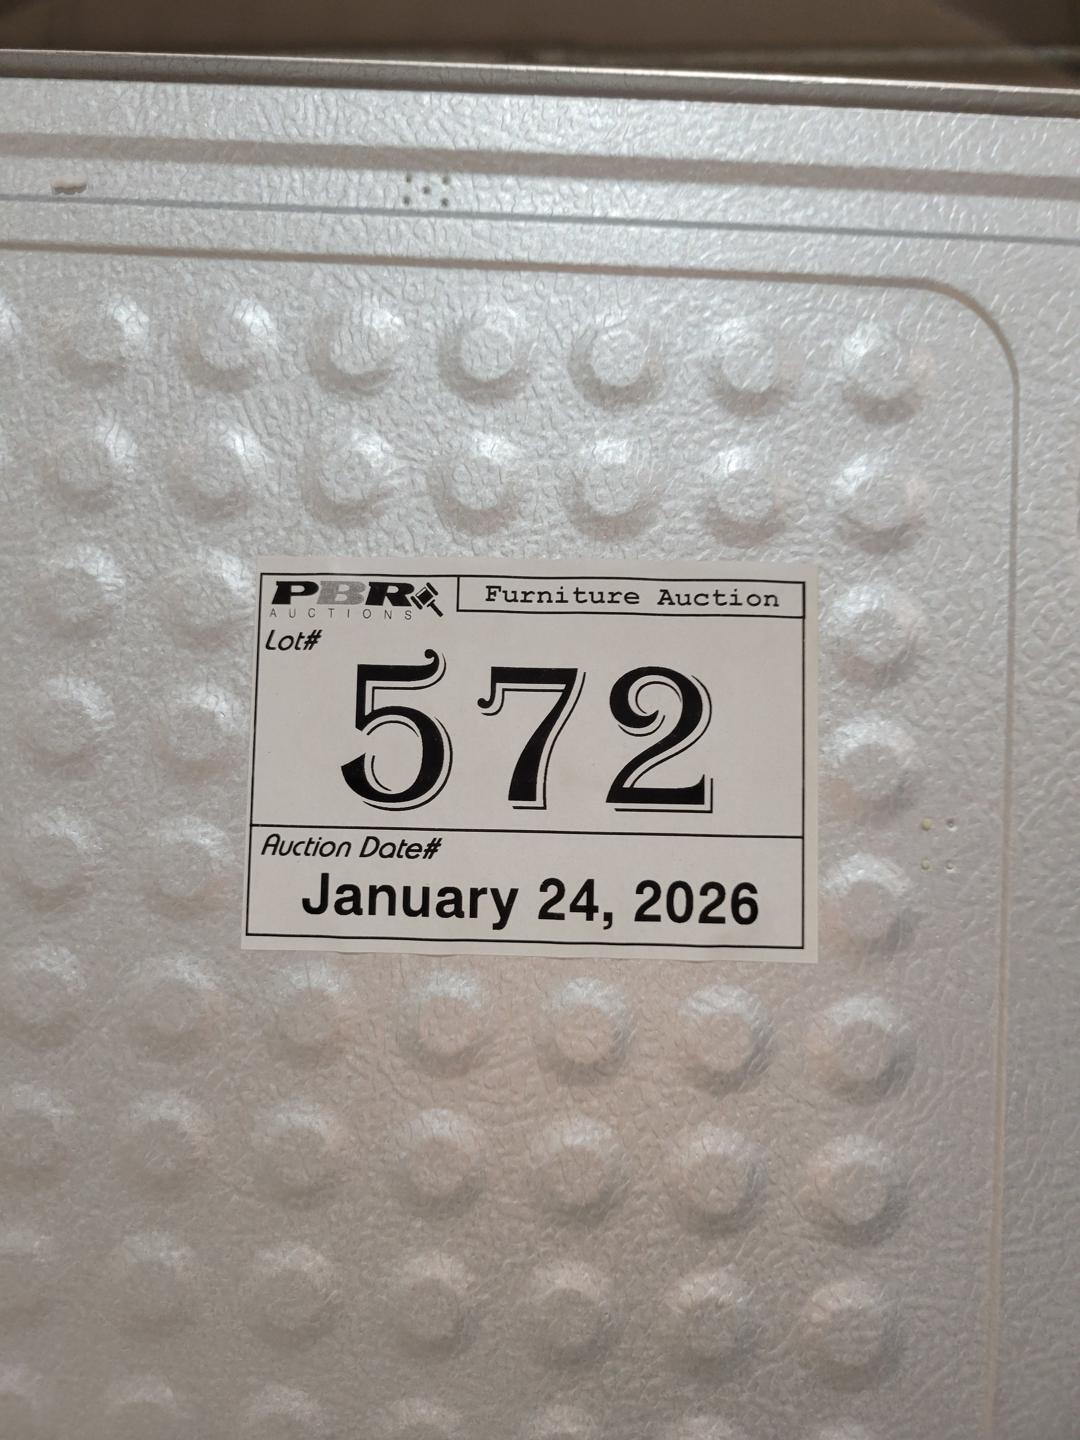 PBR
AUCTIONS
Furniture Auction
Lot#
572
Auction Date#
January 24, 2026